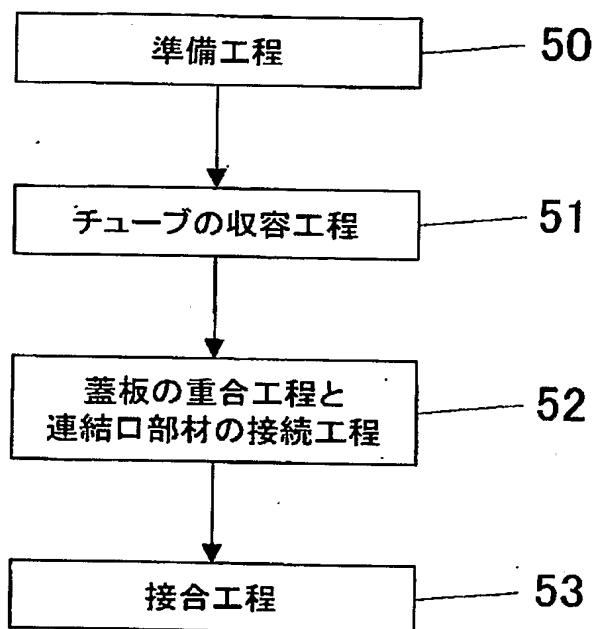 準備工程
50
チューブの収容工程
51
蓋板の重合工程と
連結口部材の接続工程
52
接合工程
53